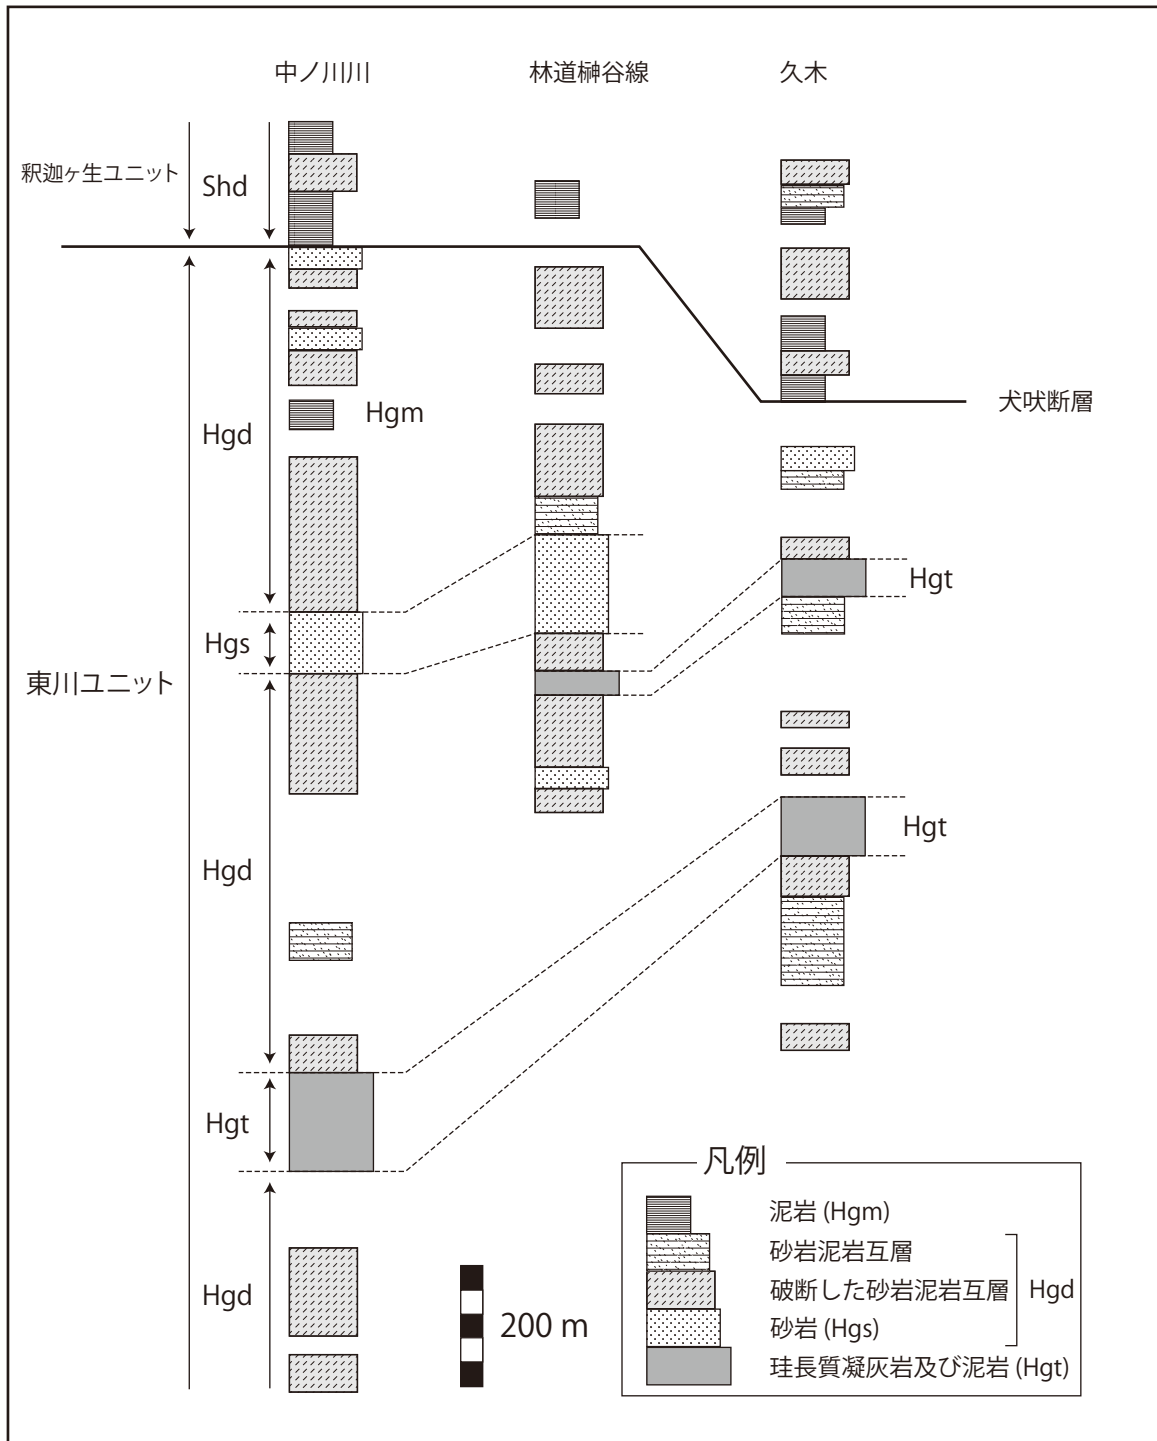 中ノ川川
林道榊谷線
久木
釈迦ヶ生ユニット
Shd
犬吠断層
Hgd
Hgm
Hgt
Hgs
東川ユニット
Hgt
Hgd
Hgt
Hgd
200 m
凡例
泥岩 (Hgm)
砂岩泥岩互層
破断した砂岩泥岩互層
Hgd
砂岩 (Hgs)
珪長質凝灰岩及び泥岩 (Hgt)